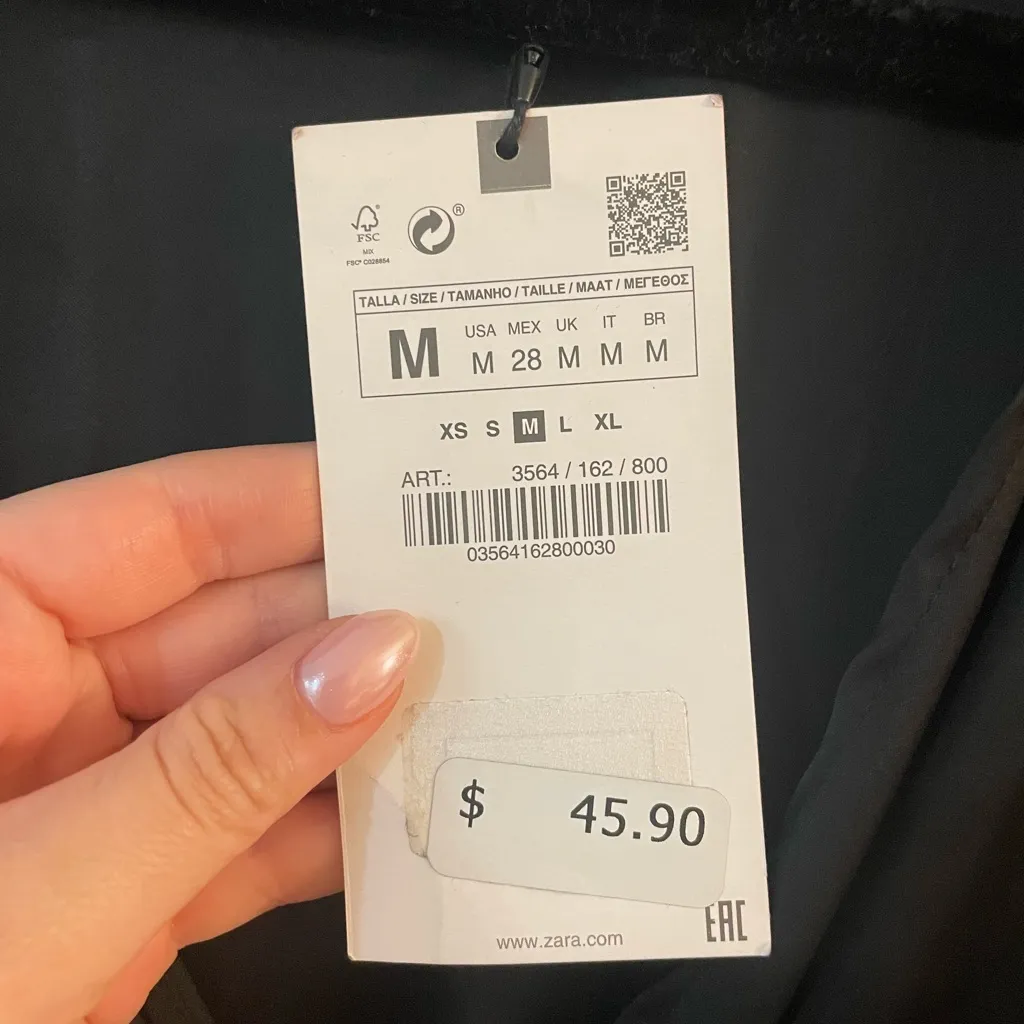 FSC®
MIX
FSC® C028854
®
TALLA / SIZE / TAMANHO / TAILLE / MAAT / ΜΕΓΕΘΟΣ
M
USA MEX UK IT BR
M 28 M M M
XS S M L XL
ART.: 3564 / 162 / 800
03564162800030
$ 45.90
EAC
www.zara.com